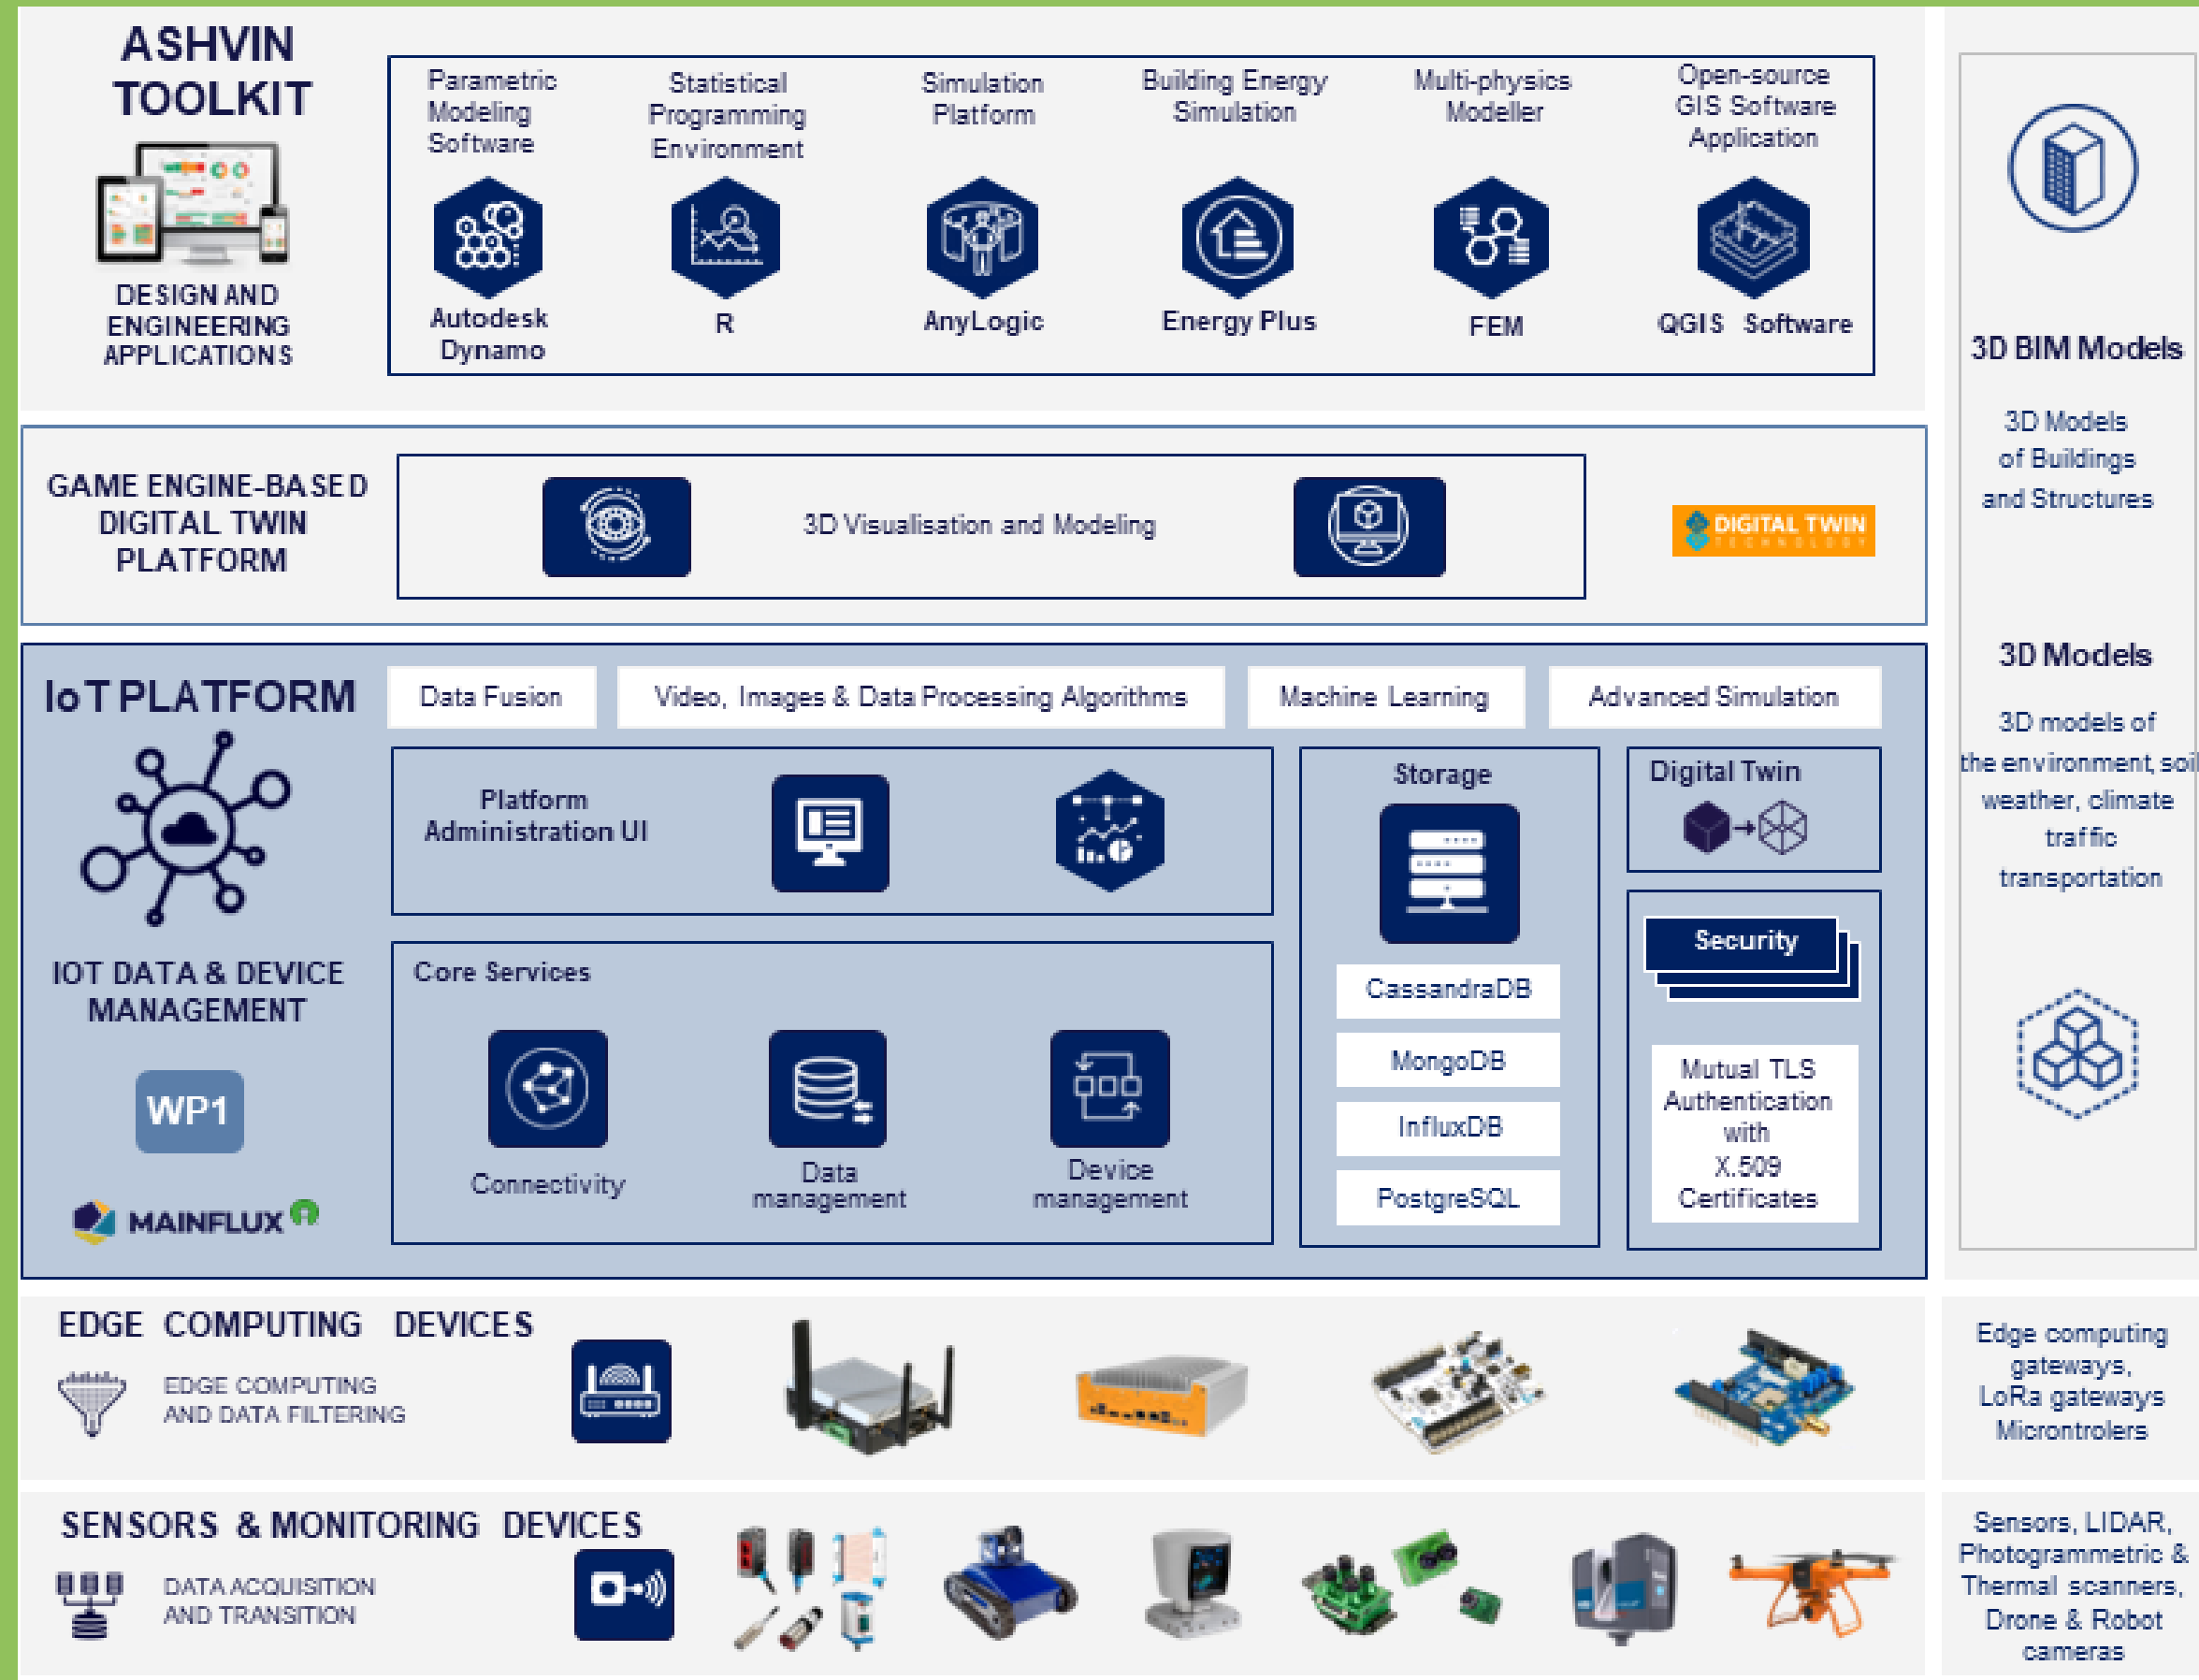 ASHVIN
TOOLKIT
DESIGN AND
ENGINEERING
APPLICATIONS
Parametric
Modeling
Software
Autodesk
Dynamo
Statistical
Programming
Environment
R
Simulation
Platform
AnyLogic
Building Energy
Simulation
Energy Plus
Multi-physics
Modeller
FEM
Open-source
GIS Software
Application
QGIS Software
GAME ENGINE-BASED
DIGITAL TWIN
PLATFORM
3D Visualisation and Modeling
DIGITAL TWIN
TECHNOLOGY
IoT PLATFORM
IOT DATA & DEVICE
MANAGEMENT
WP1
MAINFLUX
Data Fusion
Video, Images & Data Processing Algorithms
Machine Learning
Advanced Simulation
Platform
Administration UI
Core Services
Connectivity
Data
management
Device
management
Storage
CassandraDB
MongoDB
InfluxDB
PostgreSQL
Digital Twin
Security
Mutual TLS
Authentication
with
X.509
Certificates
3D BIM Models
3D Models
of Buildings
and Structures
3D Models
3D models of
the environment, soil
weather, climate
traffic
transportation
EDGE COMPUTING DEVICES
EDGE COMPUTING
AND DATA FILTERING
Edge computing
gateways,
LoRa gateways
Microntrolers
SENSORS & MONITORING DEVICES
DATA ACQUISITION
AND TRANSITION
Sensors, LIDAR,
Photogrammetric &
Thermal scanners,
Drone & Robot
cameras